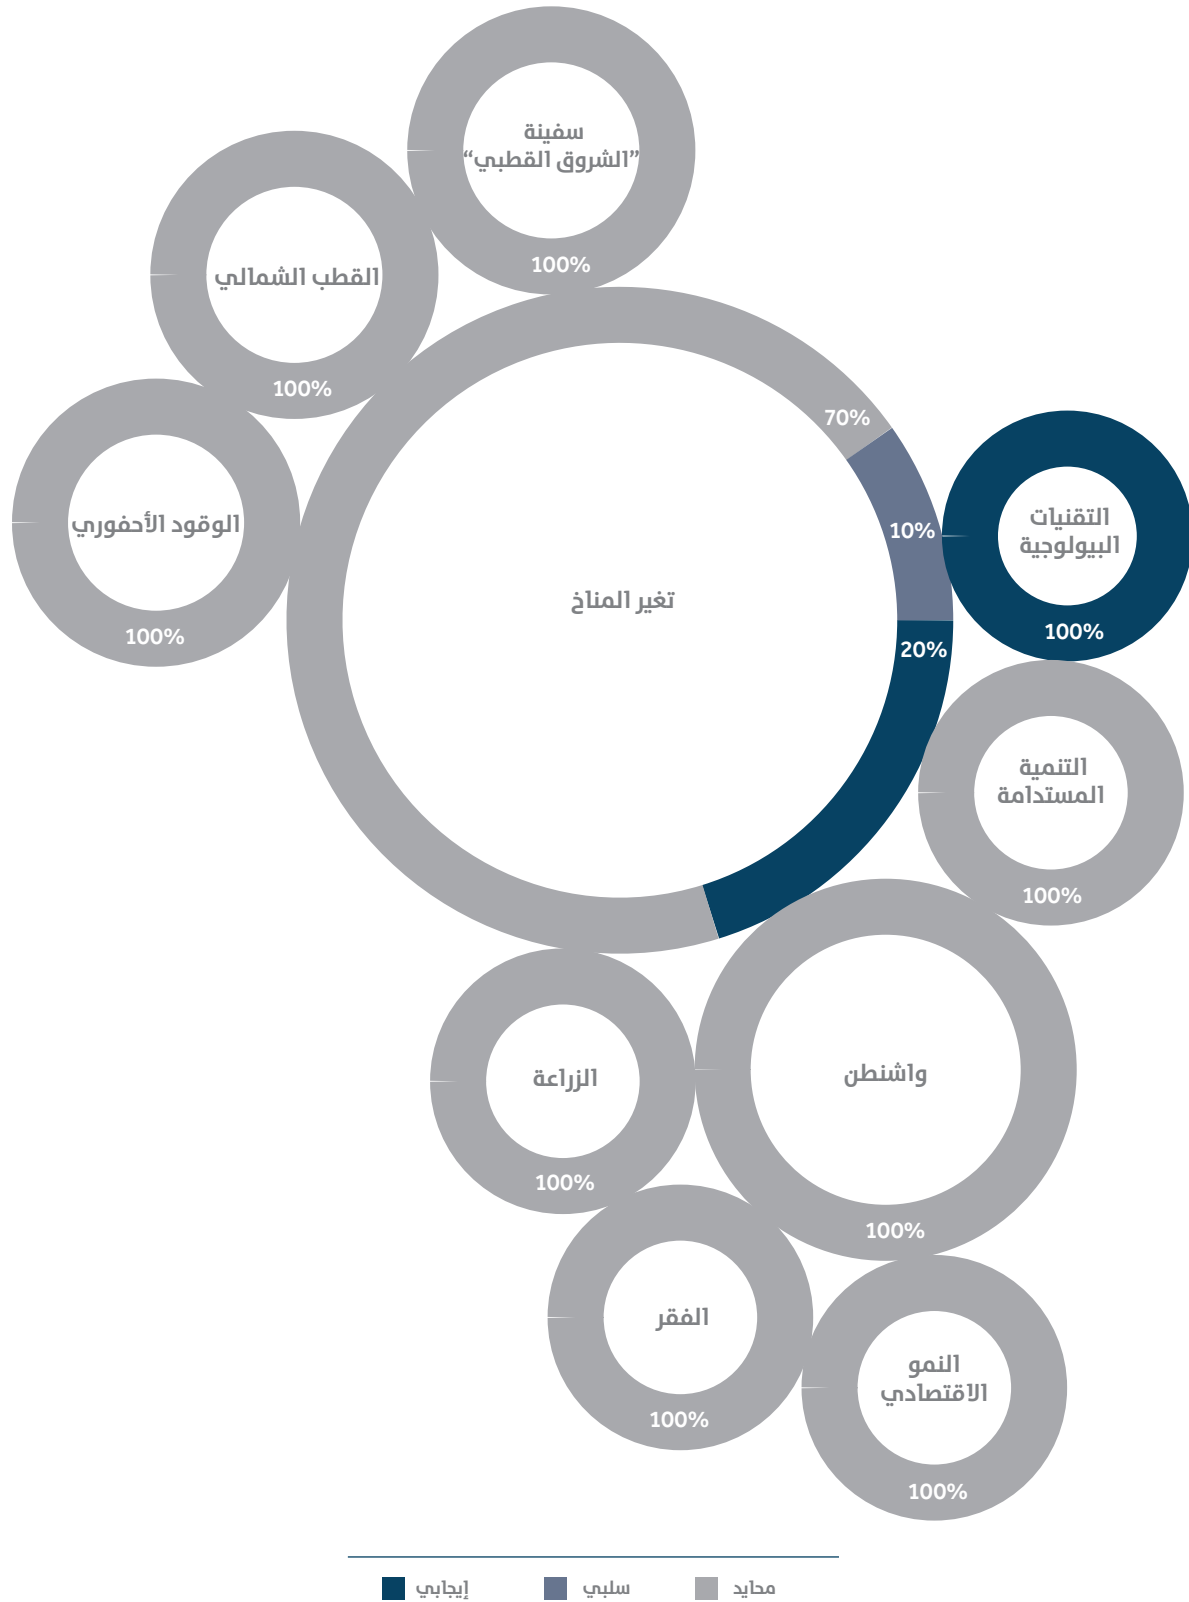 سفينة
”الشروق القطبي“
100%
القطب الشمالي
100%
الوقود الأحفوري
100%
تغير المناخ
70%
10%
20%
التقنيات
البيولوجية
100%
التنمية
المستدامة
100%
واشنطن
100%
الزراعة
100%
الفقر
100%
النمو
الاقتصادي
100%
محايد
سلبي
إيجابي